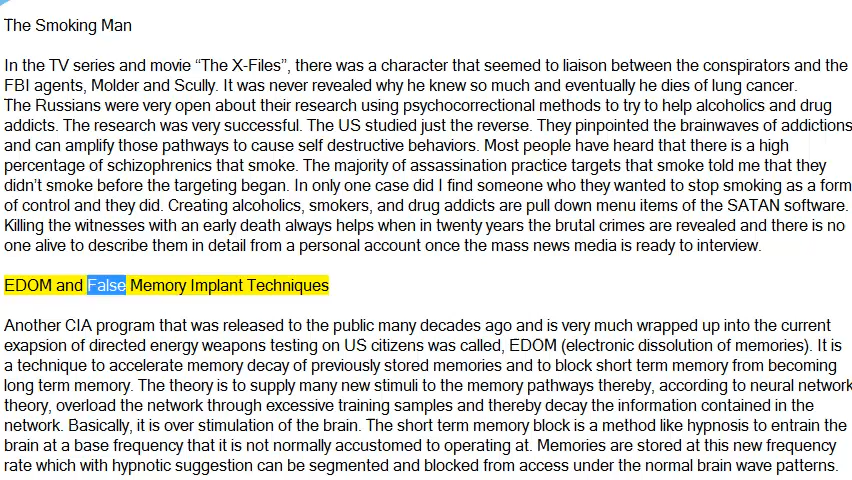 The Smoking Man
In the TV series and movie “The X-Files”, there was a character that seemed to liaison between the conspirators and the
FBI agents, Molder and Scully. It was never revealed why he knew so much and eventually he dies of lung cancer.
The Russians were very open about their research using psychocorrectional methods to try to help alcoholics and drug
addicts. The research was very successful. The US studied just the reverse. They pinpointed the brainwaves of addictions
and can amplify those pathways to cause self destructive behaviors. Most people have heard that there is a high
percentage of schizophrenics that smoke. The majority of assassination practice targets that smoke told me that they
didn’t smoke before the targeting began. In only one case did I find someone who they wanted to stop smoking as a form
of control and they did. Creating alcoholics, smokers, and drug addicts are pull down menu items of the SATAN software.
Killing the witnesses with an early death always helps when in twenty years the brutal crimes are revealed and there is no
one alive to describe them in detail from a personal account once the mass news media is ready to interview.
EDOM and False Memory Implant Techniques
Another CIA program that was released to the public many decades ago and is very much wrapped up into the current
exapsion of directed energy weapons testing on US citizens was called, EDOM (electronic dissolution of memories). It is
a technique to accelerate memory decay of previously stored memories and to block short term memory from becoming
long term memory. The theory is to supply many new stimuli to the memory pathways thereby, according to neural network
theory, overload the network through excessive training samples and thereby decay the information contained in the
network. Basically, it is over stimulation of the brain. The short term memory block is a method like hypnosis to entrain the
brain at a base frequency that it is not normally accustomed to operating at. Memories are stored at this new frequency
rate which with hypnotic suggestion can be segmented and blocked from access under the normal brain wave patterns.